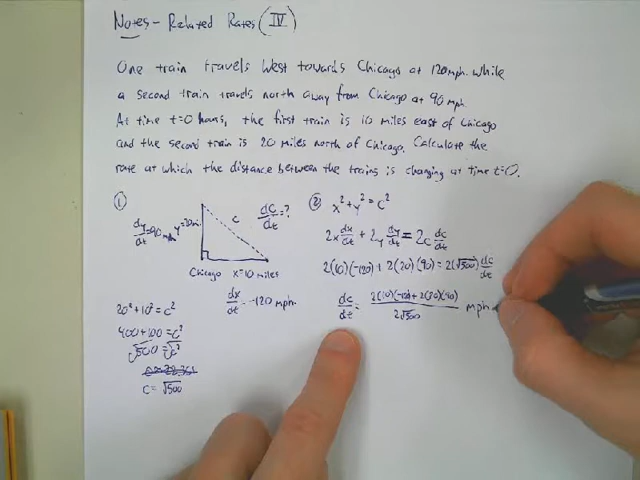 Notes - Related Rates (IV)
One train travels West towards Chicago at 120mph. while
a second train travels north away from Chicago at 90 mph.
At time t=0 hours, the first train is 10 miles east of Chicago
and the second train is 20 miles north of Chicago. Calculate the
rate at which the distance between the trains is changing at time t=0.
①
dy/dt = 90 mph
c
dc/dt = ?
Chicago x=10 miles
dx/dt = -120 mph.
20² + 10² = c²
400 + 100 = c²
√500 = √c²
c = √500
② x² + y² = c²
2x dx/dt + 2y dy/dt = 2c dc/dt
2(10)(-120) + 2(20)(90) = 2(√500) dc/dt
dc/dt = 2(10)(-120) + 2(20)(90) / 2√500 mph